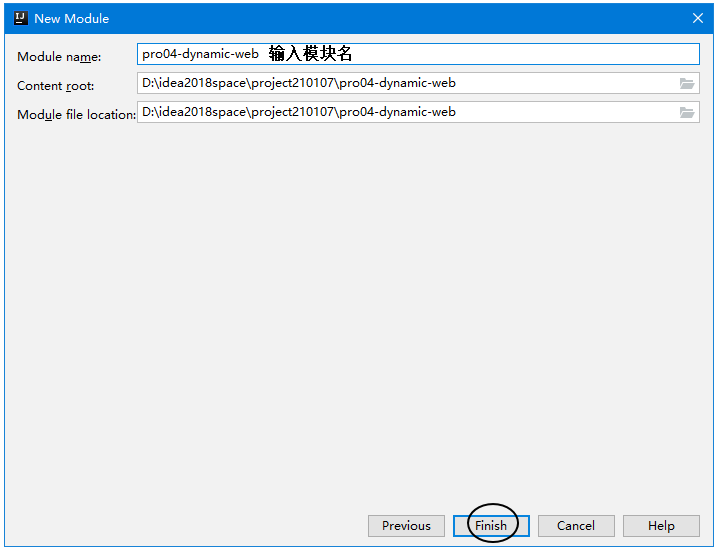 New Module
Module name: pro04-dynamic-web 输入模块名
Content root: D:\idea2018space\project210107\pro04-dynamic-web
Module file location: D:\idea2018space\project210107\pro04-dynamic-web
Previous Finish Cancel Help